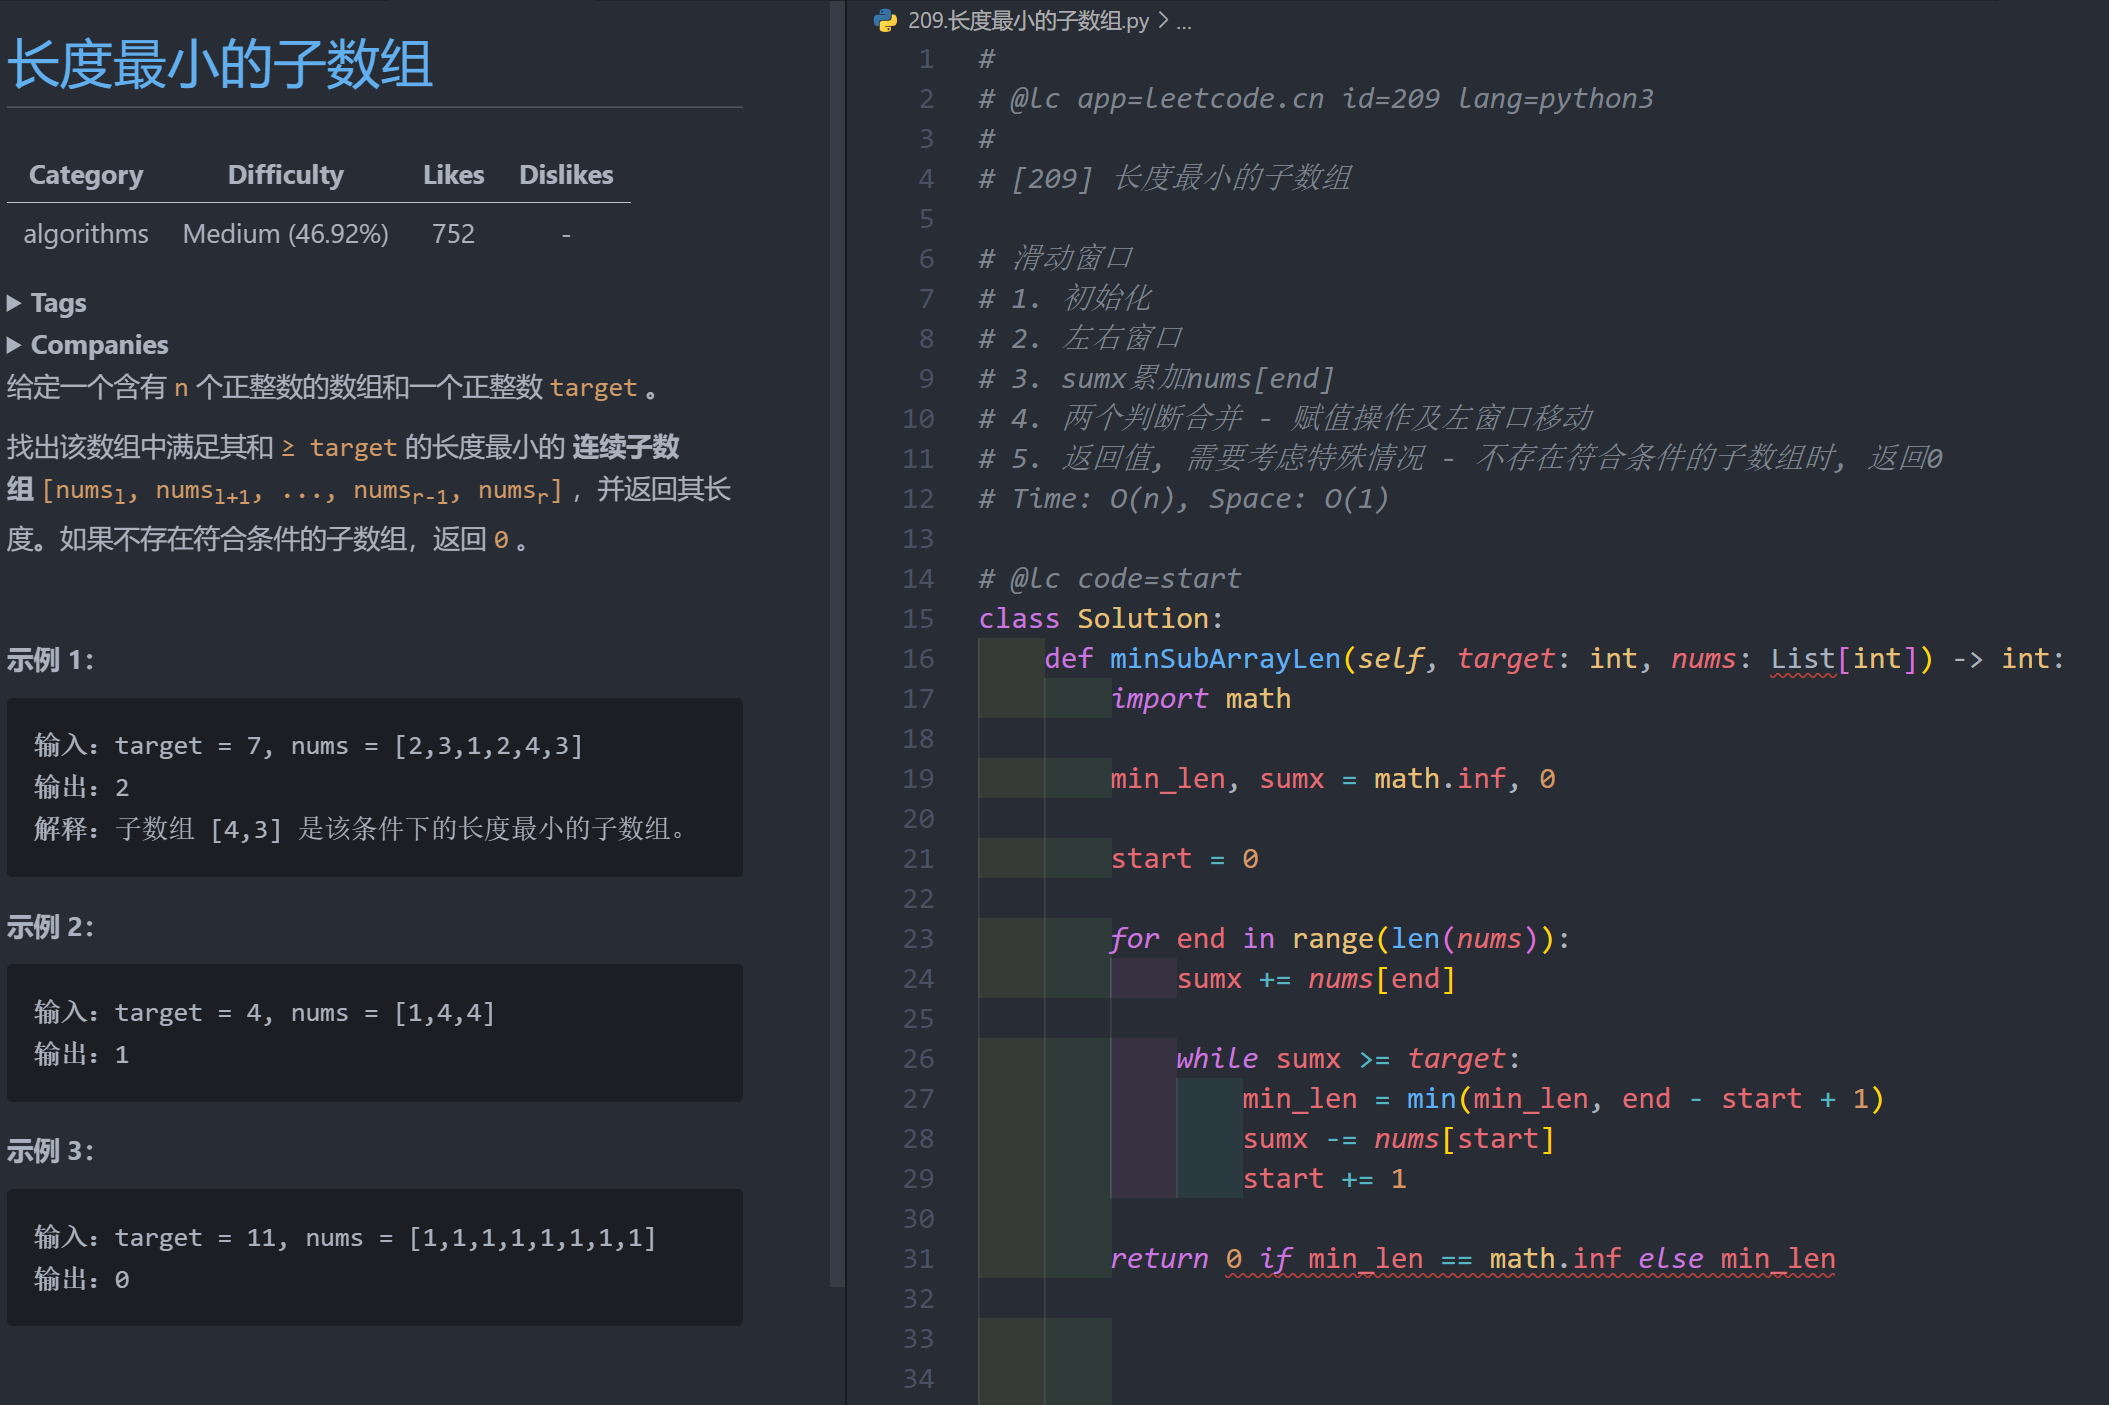 长度最小的子数组
Category Difficulty Likes Dislikes
algorithms Medium (46.92%) 752 -
Tags
Companies
给定一个含有 n 个正整数的数组和一个正整数 target 。
找出该数组中满足其和 ≥ target 的长度最小的 连续子数
组 [numsl, numsl+1, ..., numsr-1, numsr] ，并返回其长
度。如果不存在符合条件的子数组，返回 0 。
示例 1：
输入：target = 7, nums = [2,3,1,2,4,3]
输出：2
解释：子数组 [4,3] 是该条件下的长度最小的子数组。
示例 2：
输入：target = 4, nums = [1,4,4]
输出：1
示例 3：
输入：target = 11, nums = [1,1,1,1,1,1,1,1]
输出：0
209.长度最小的子数组.py > ...
1 #
2 # @lc app=leetcode.cn id=209 lang=python3
3 #
4 # [209] 长度最小的子数组
5
6 # 滑动窗口
7 # 1. 初始化
8 # 2. 左右窗口
9 # 3. sumx累加nums[end]
10 # 4. 两个判断合并 - 赋值操作及左窗口移动
11 # 5. 返回值, 需要考虑特殊情况 - 不存在符合条件的子数组时, 返回0
12 # Time: O(n), Space: O(1)
13
14 # @lc code=start
15 class Solution:
16     def minSubArrayLen(self, target: int, nums: List[int]) -> int:
17         import math
18
19         min_len, sumx = math.inf, 0
20
21         start = 0
22
23         for end in range(len(nums)):
24             sumx += nums[end]
25
26             while sumx >= target:
27                 min_len = min(min_len, end - start + 1)
28                 sumx -= nums[start]
29                 start += 1
30
31         return 0 if min_len == math.inf else min_len
32
33
34